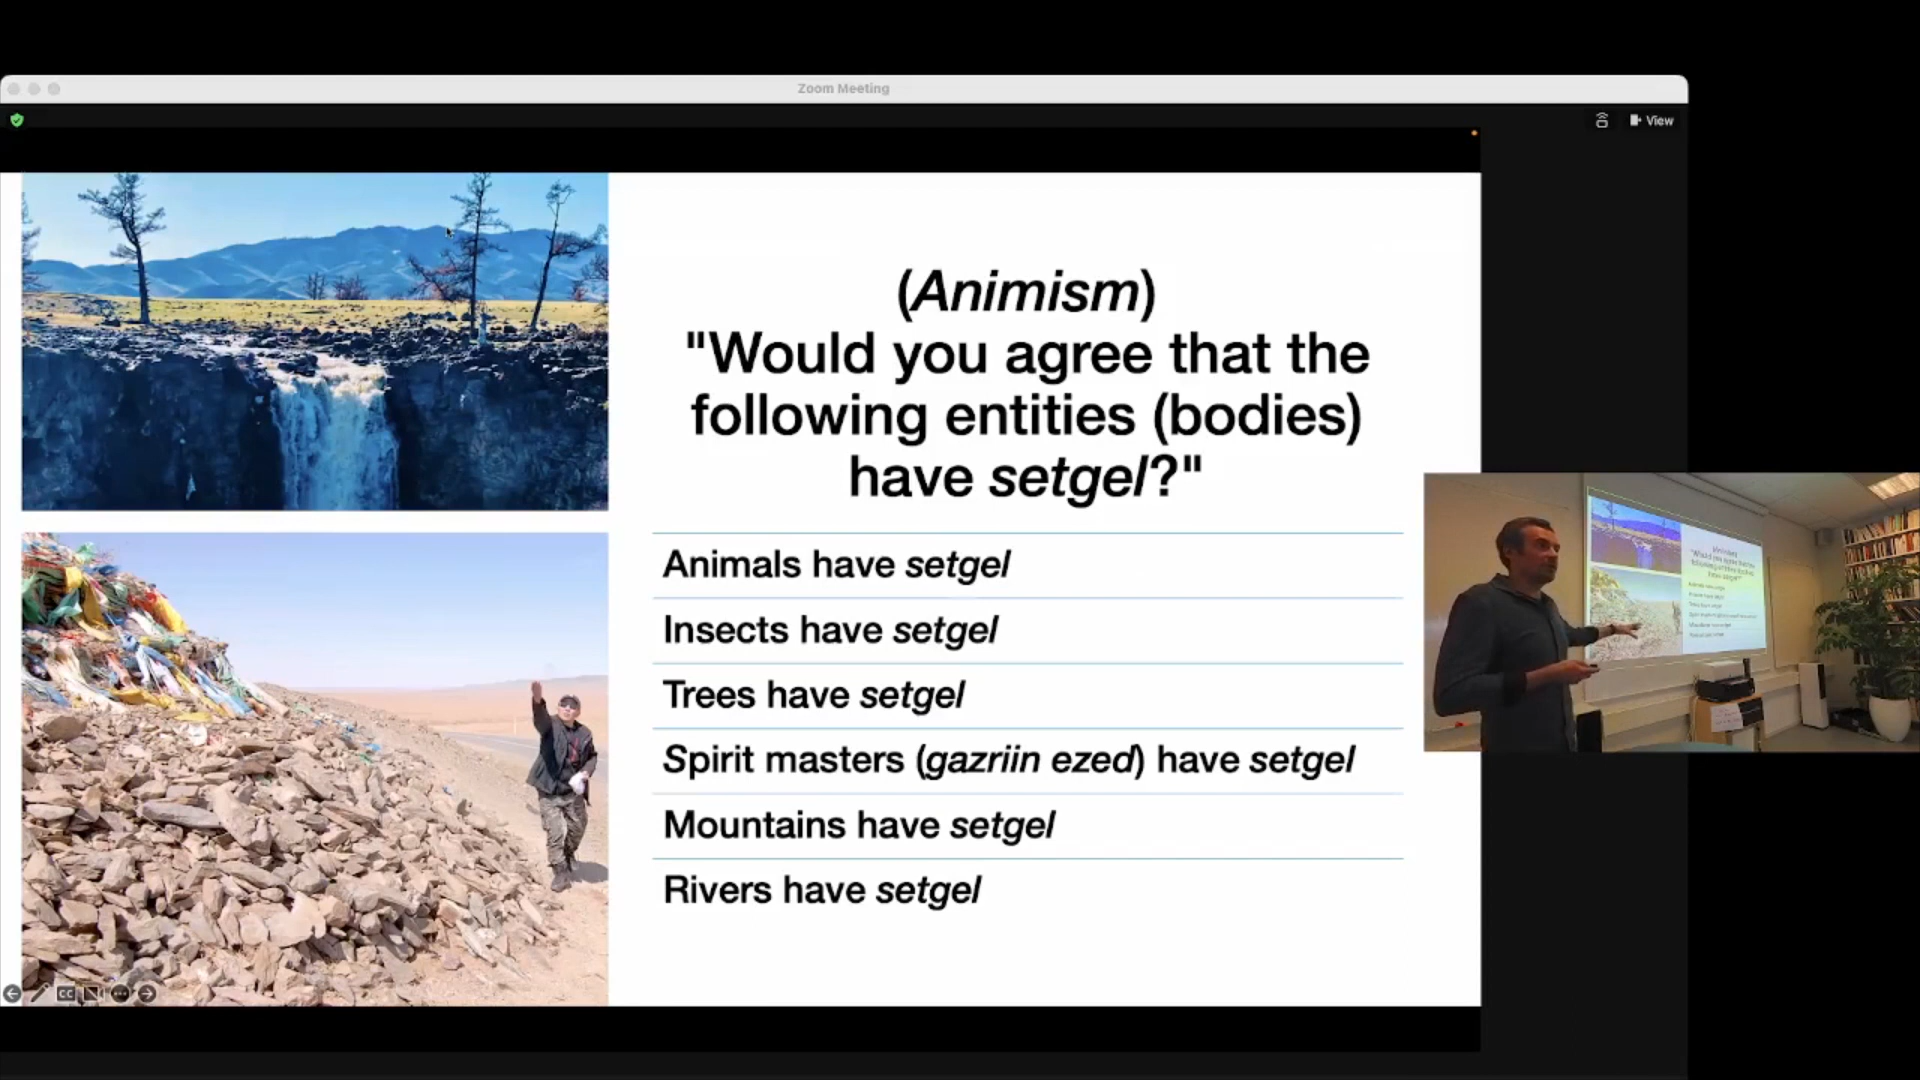 Zoom Meeting
View
(Animism)
"Would you agree that the
following entities (bodies)
have setgel?"
Animals have setgel
Insects have setgel
Trees have setgel
Spirit masters (gazriin ezed) have setgel
Mountains have setgel
Rivers have setgel
CC